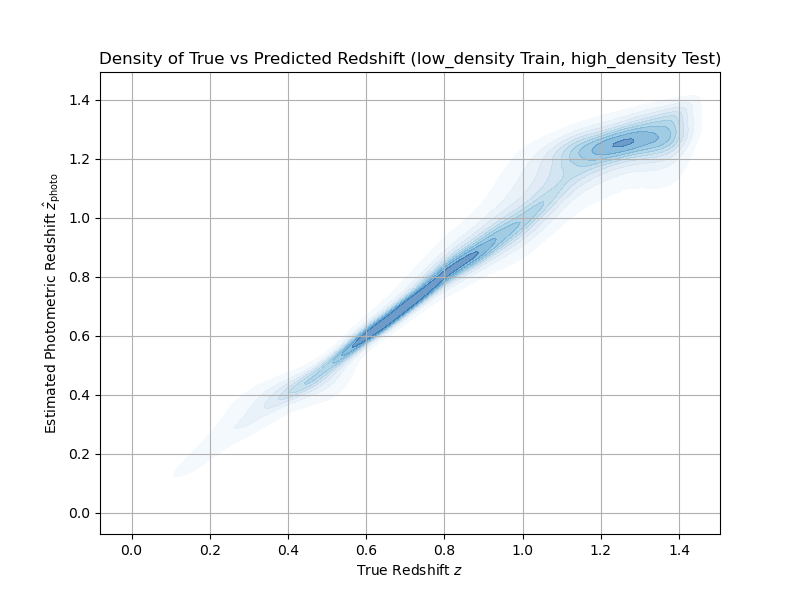 Density of True vs Predicted Redshift (low_density Train, high_density Test)
1.4
1.2
1.0
0.8
0.6
0.4
0.2
0.0
Estimated Photometric Redshift ẑphoto
0.0 0.2 0.4 0.6 0.8 1.0 1.2 1.4
True Redshift z